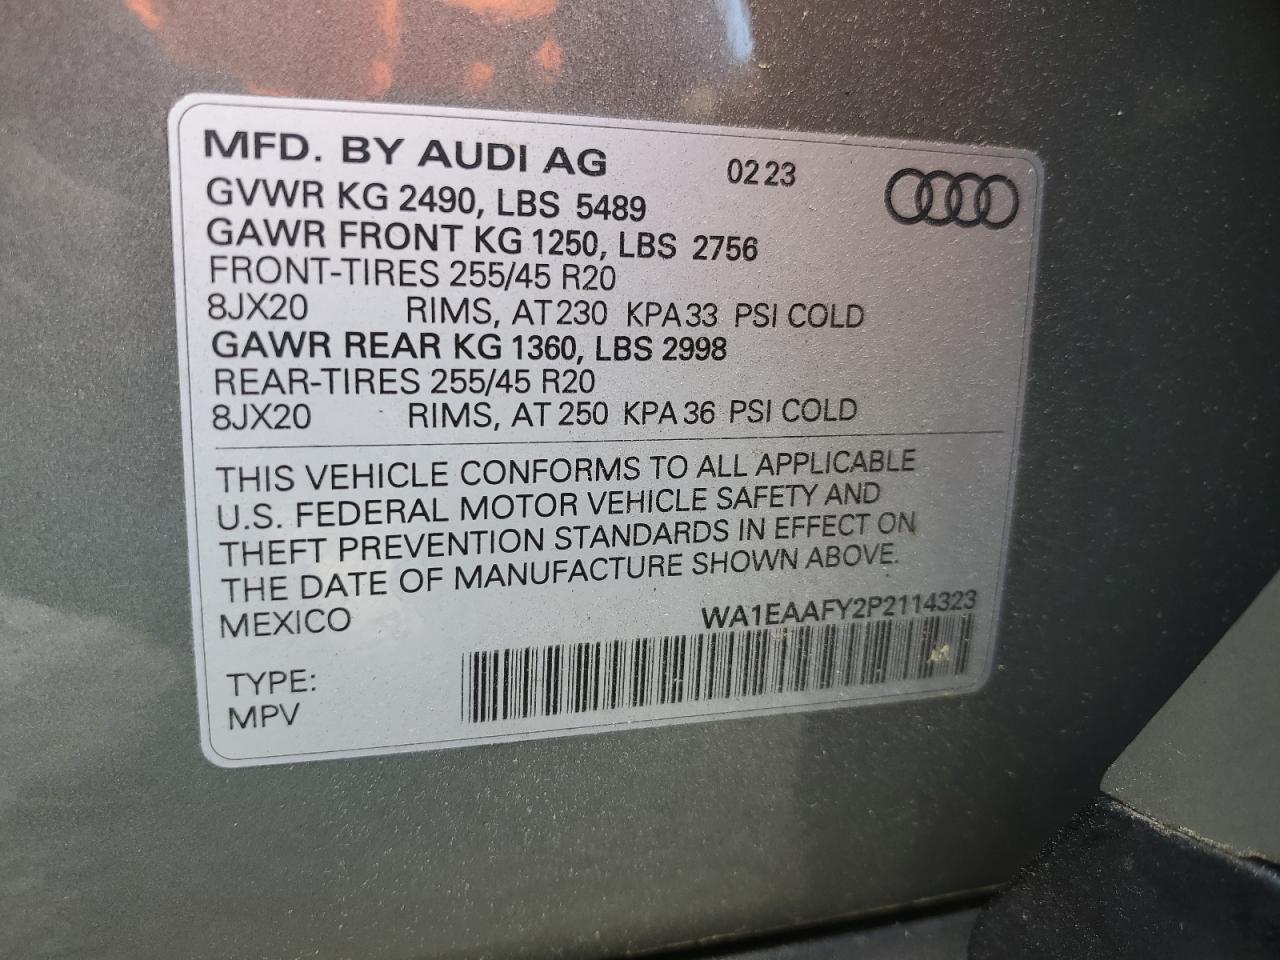 MFD. BY AUDI AG 02 23
GVWR KG 2490, LBS 5489
GAWR FRONT KG 1250, LBS 2756
FRONT-TIRES 255/45 R20
8JX20 RIMS, AT 230 KPA 33 PSI COLD
GAWR REAR KG 1360, LBS 2998
REAR-TIRES 255/45 R20
8JX20 RIMS, AT 250 KPA 36 PSI COLD
THIS VEHICLE CONFORMS TO ALL APPLICABLE
U.S. FEDERAL MOTOR VEHICLE SAFETY AND
THEFT PREVENTION STANDARDS IN EFFECT ON
THE DATE OF MANUFACTURE SHOWN ABOVE.
MEXICO WA1EAAFY2P2114323
TYPE:
MPV